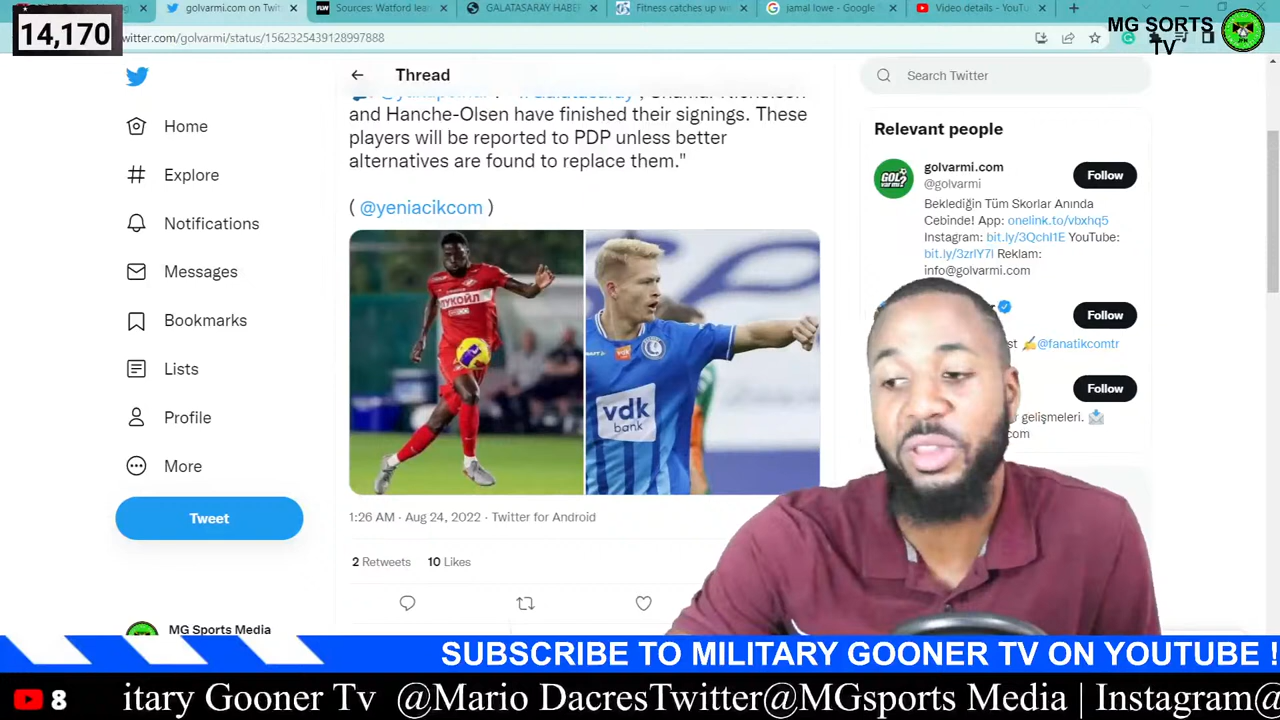 14,170
golvarmi.com on Twit
Sources: Watford lea
GALATASARAY HABER
Fitness catches up w
jamal lowe - Google
Video details - YouTu
witter.com/golvarmi/status/1562325439128997888
MG SORTS
TV
Thread
Search Twitter
Home
Explore
Notifications
Messages
Bookmarks
Lists
Profile
More
Tweet
MG Sports Media
and Hanche-Olsen have finished their signings. These
players will be reported to PDP unless better
alternatives are found to replace them."
( @yeniacikcom )
ЛУКОЙЛ
vdk
bank
1:26 AM · Aug 24, 2022 · Twitter for Android
2 Retweets 10 Likes
Relevant people
golvarmi.com
@golvarmi
Follow
Beklediğin Tüm Skorlar Anında
Cebinde! App: onelink.to/vbxhq5
Instagram: bit.ly/3QchI1E YouTube:
bit.ly/3zrlY7l Reklam:
info@golvarmi.com
Follow
@fanatikcomtr
Follow
gelişmeleri.
com
SUBSCRIBE TO MILITARY GOONER TV ON YOUTUBE !
8
itary Gooner Tv @Mario DacresTwitter@MGsports Media | Instagram@